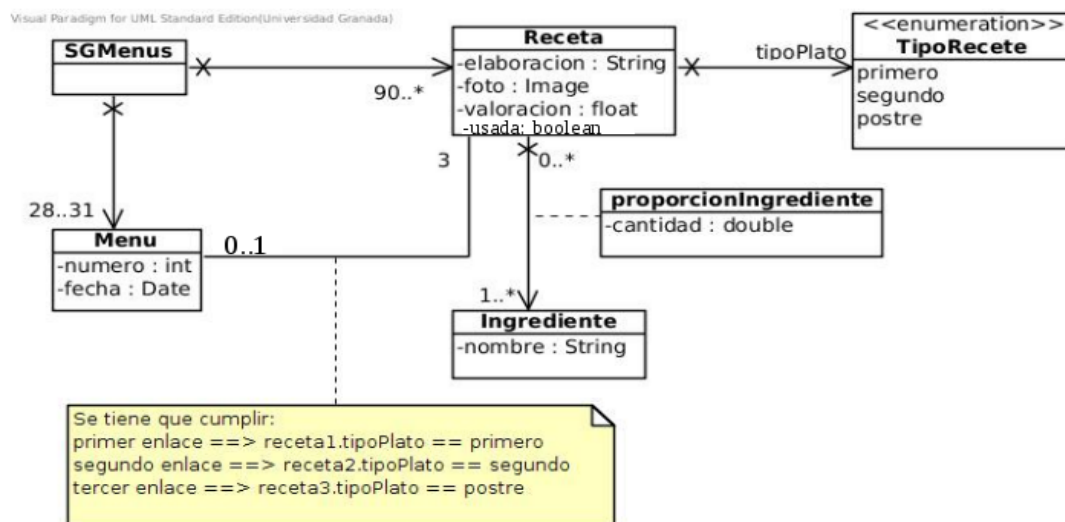 Visual Paradigm for UML Standard Edition(Universidad Granada)
SGMenus
90..*
28..31
Receta
-elaboracion : String
-foto : Image
-valoracion : float
-usada: boolean
tipoPlato
<<enumeration>>
TipoRecete
primero
segundo
postre
3
0..*
proporcionIngrediente
-cantidad : double
Menu
-numero : int
-fecha : Date
0..1
1..*
Ingrediente
-nombre : String
Se tiene que cumplir:
primer enlace ==> receta1.tipoPlato == primero
segundo enlace ==> receta2.tipoPlato == segundo
tercer enlace ==> receta3.tipoPlato == postre